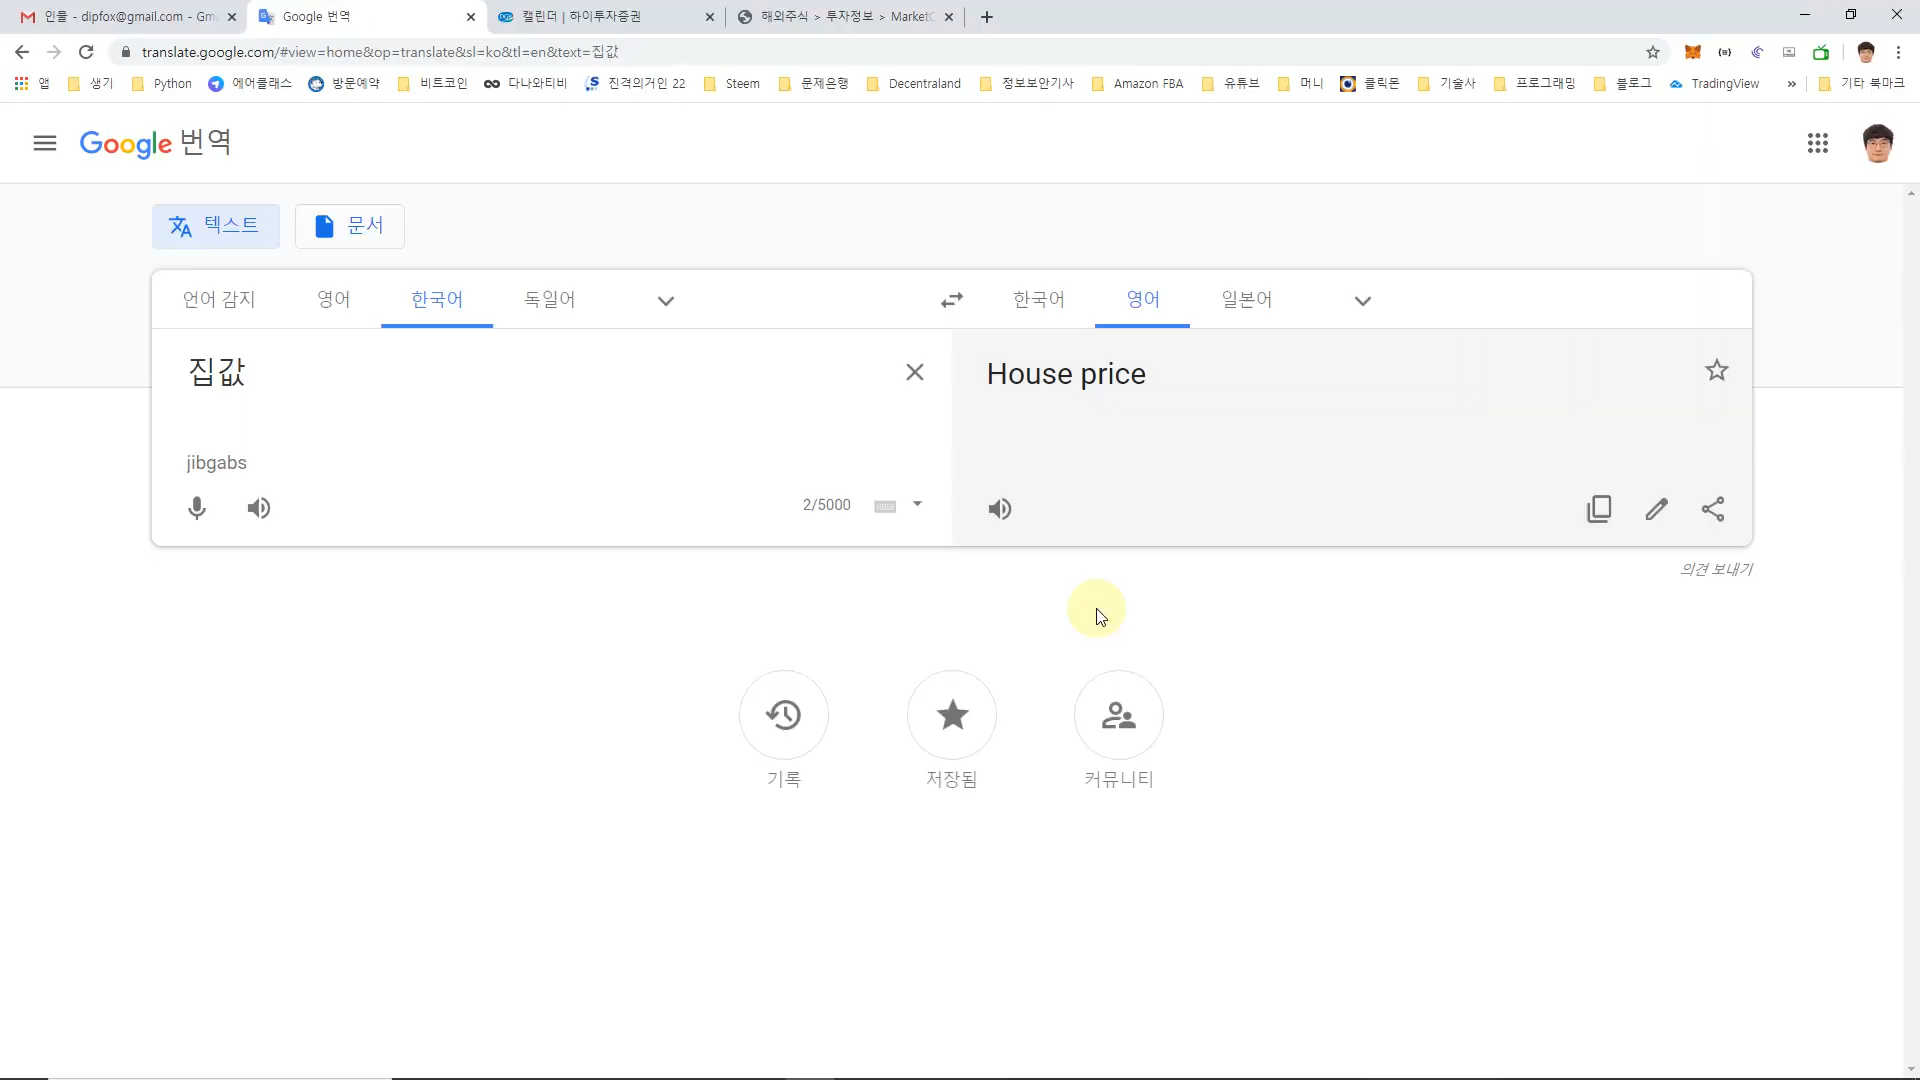 인물 - dipfox@gmail.com - Gm
Google 번역
캘린더 | 하이투자증권
해외주식 > 투자정보 > MarketC
translate.google.com/#view=home&op=translate&sl=ko&tl=en&text=집값
앱
생기
Python
에어클래스
방문예약
비트코인
다나와티비
진격의거인 22
Steem
문제은행
Decentraland
정보보안기사
Amazon FBA
유튜브
머니
클릭몬
기술사
프로그래밍
블로그
TradingView
»
기타 북마크
Google 번역
텍스트
문서
언어 감지
영어
한국어
독일어
한국어
영어
일본어
집값
House price
jibgabs
2/5000
의견 보내기
기록
저장됨
커뮤니티